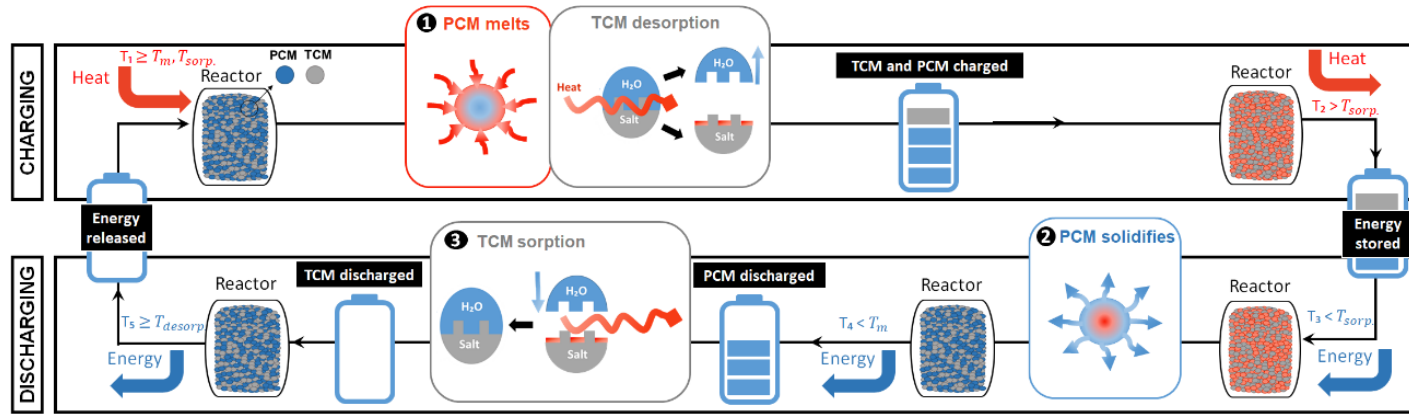 CHARGING
T₁ ≥ Tₘ, Tsorp.
Heat
Reactor
PCM TCM
❶ PCM melts
TCM desorption
Heat
H₂O
Salt
H₂O
Salt
TCM and PCM charged
Reactor
Heat
T₂ > Tsorp.
Energy
released
Energy
stored
DISCHARGING
T₅ ≥ Tdesorp.
Energy
Reactor
TCM discharged
❸ TCM sorption
H₂O
Salt
H₂O
Salt
PCM discharged
T₄ < Tₘ
Energy
Reactor
❷ PCM solidifies
Reactor
T₃ < Tsorp.
Energy